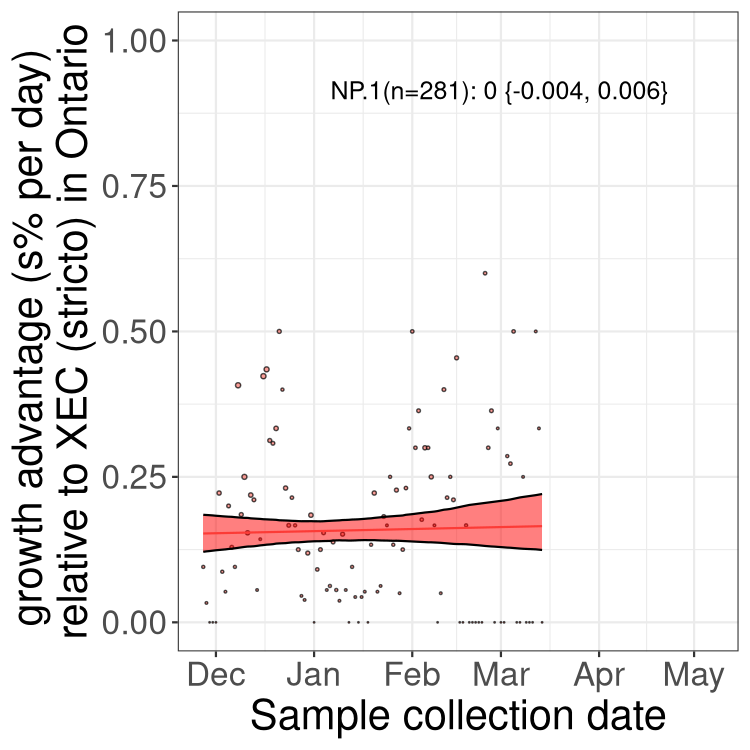 growth advantage (s% per day)
relative to XEC (stricto) in Ontario
1.00
0.75
0.50
0.25
0.00
NP.1(n=281): 0 {-0.004, 0.006}
Dec Jan Feb Mar Apr May
Sample collection date